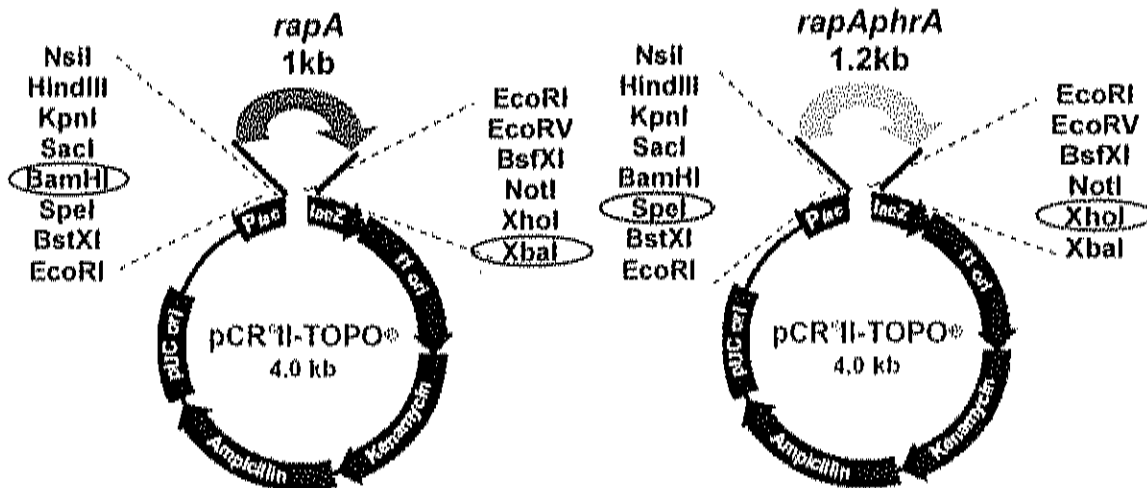 rapA
1kb
NsiI
HindIII
KpnI
SacI
BamHI
SpeI
BstXI
EcoRI
EcoRI
EcoRV
BsfXI
NotI
XhoI
XbaI
Plac
lacZ
f1 ori
Kanamycin
Ampicillin
pUC ori
pCR®II-TOPO®
4.0 kb
rapAphrA
1.2kb
NsiI
HindIII
KpnI
SacI
BamHI
SpeI
BstXI
EcoRI
EcoRI
EcoRV
BsfXI
NotI
XhoI
XbaI
Plac
lacZ
f1 ori
Kanamycin
Ampicillin
pUC ori
pCR®II-TOPO®
4.0 kb